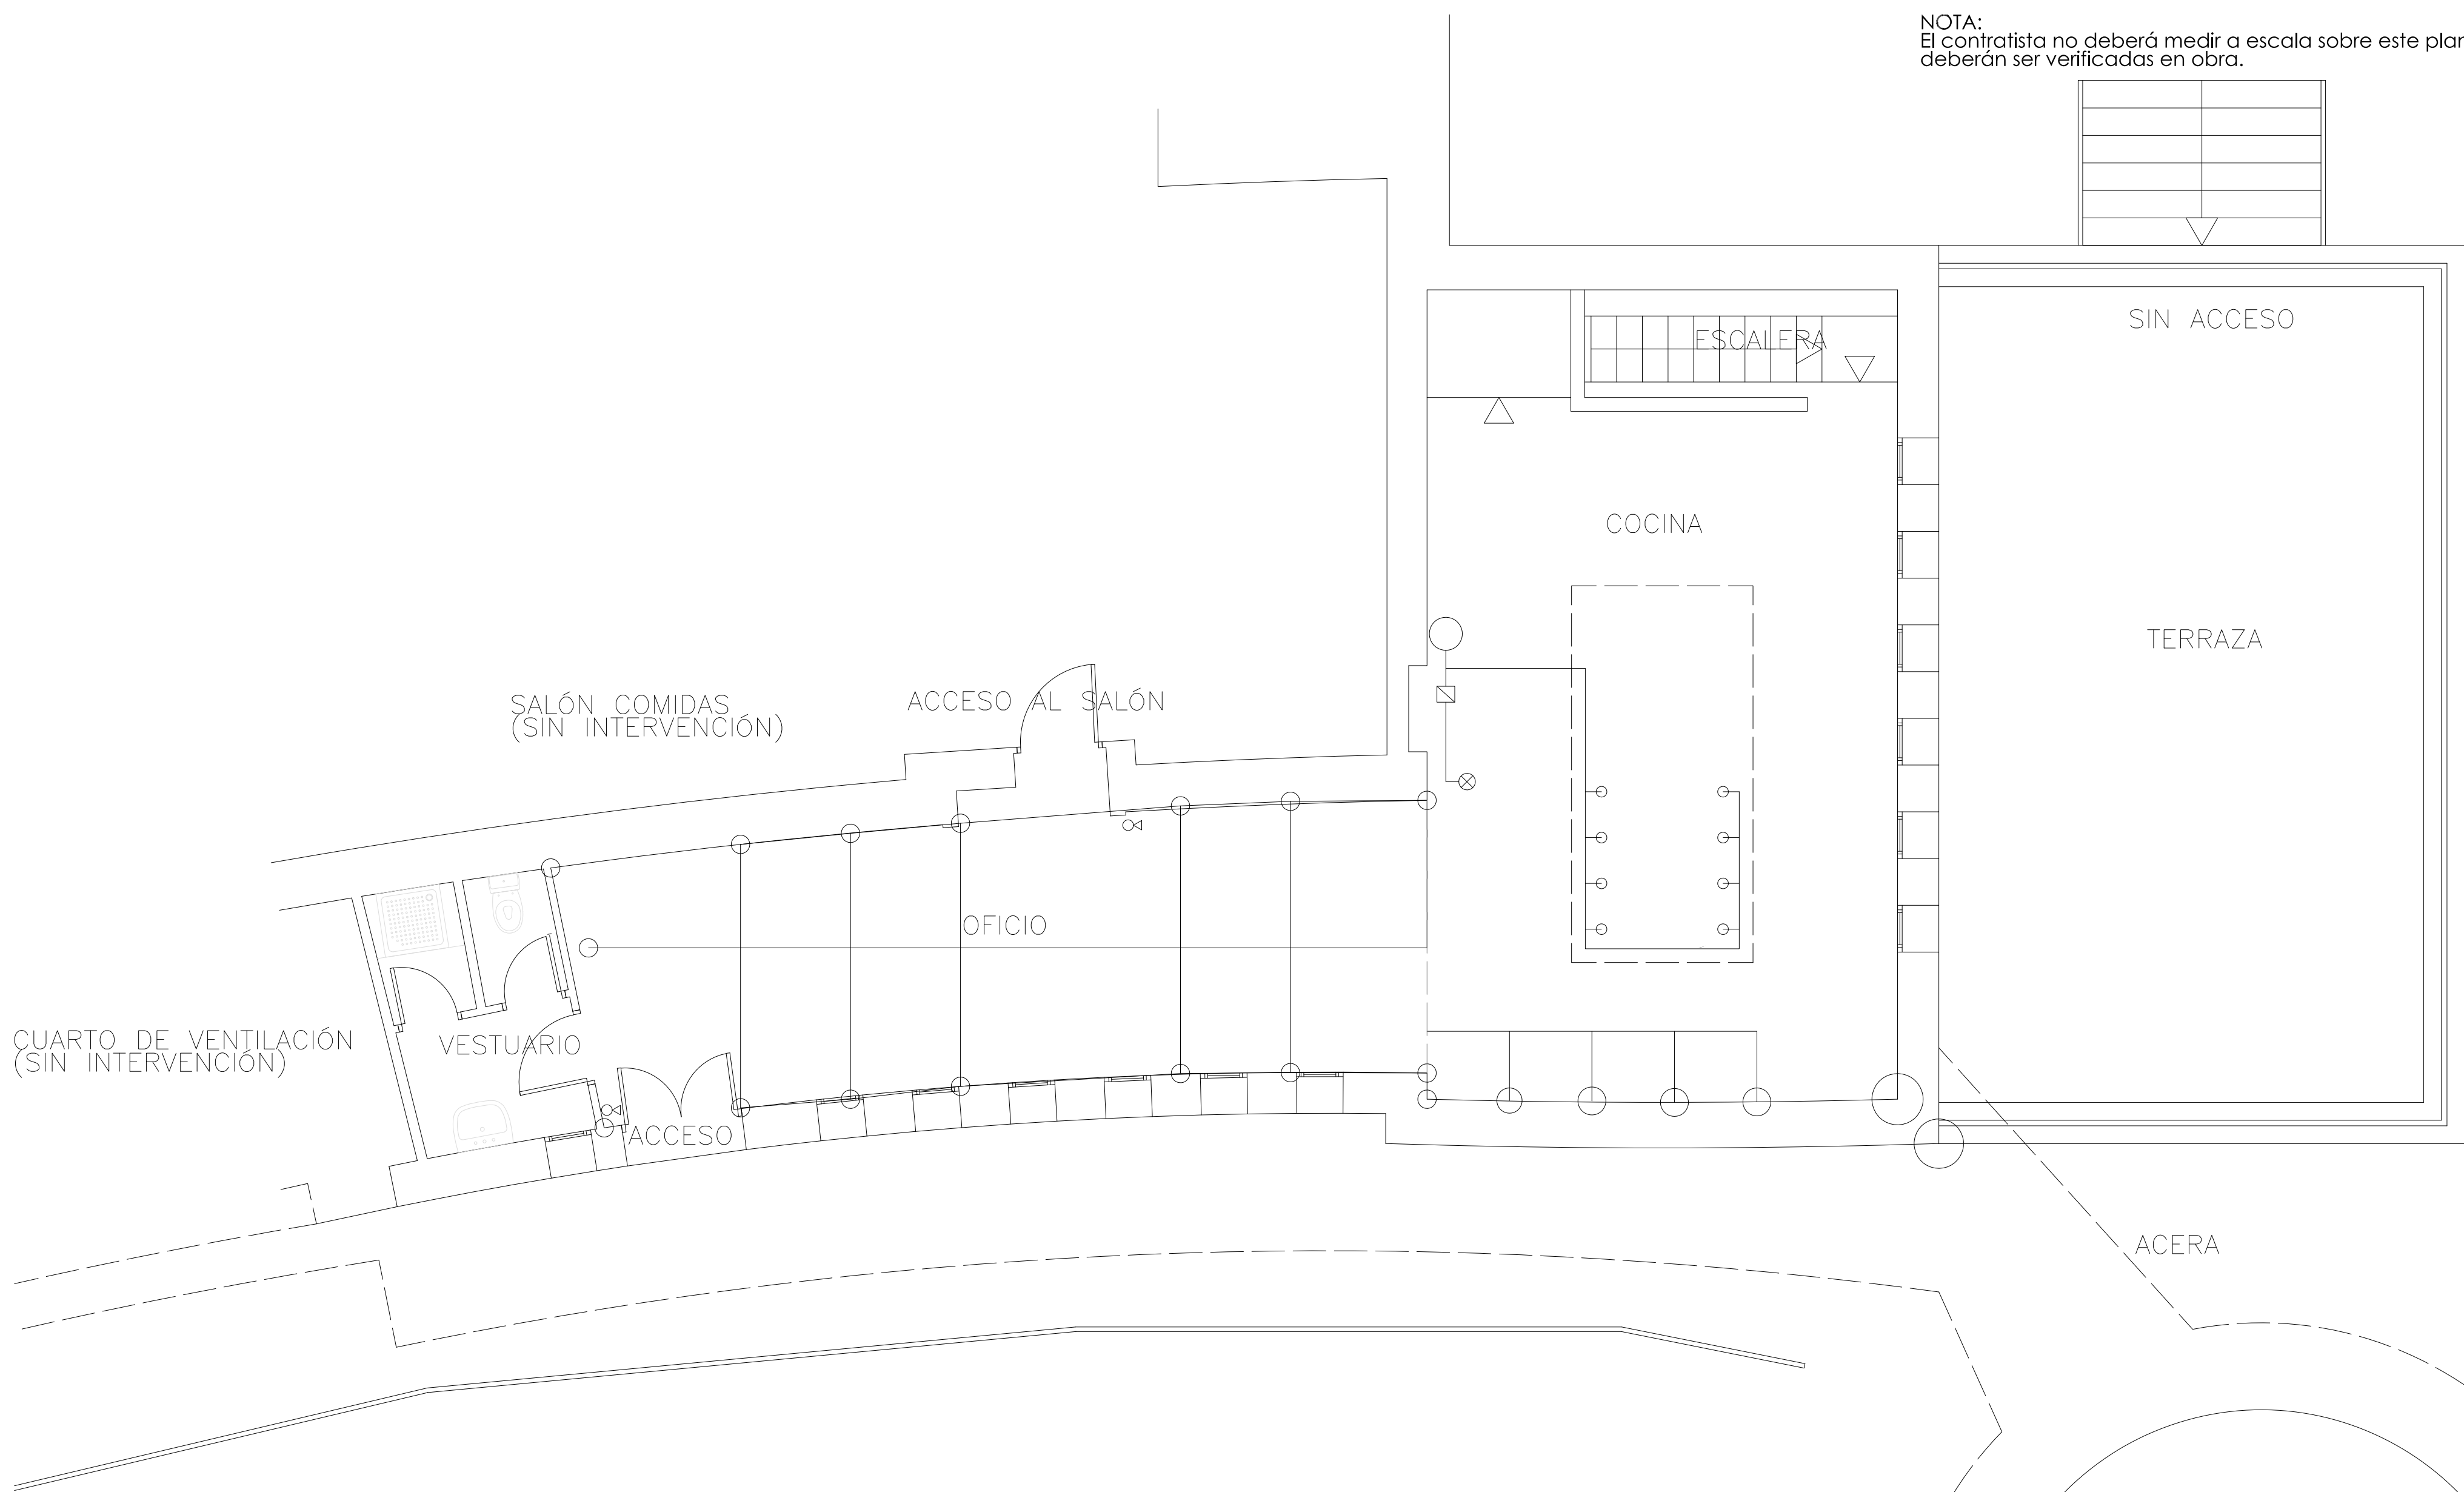 NOTA:
El contratista no deberá medir a escala sobre este
deberán ser verificadas en obra.
SIN ACCESO
ESCALERA
COCINA
TERRAZA
SALÓN COMIDAS
(SIN INTERVENCIÓN)
ACCESO AL SALÓN
OFICIO
CUARTO DE VENTILACIÓN
(SIN INTERVENCIÓN)
VESTUARIO
ACCESO
ACERA